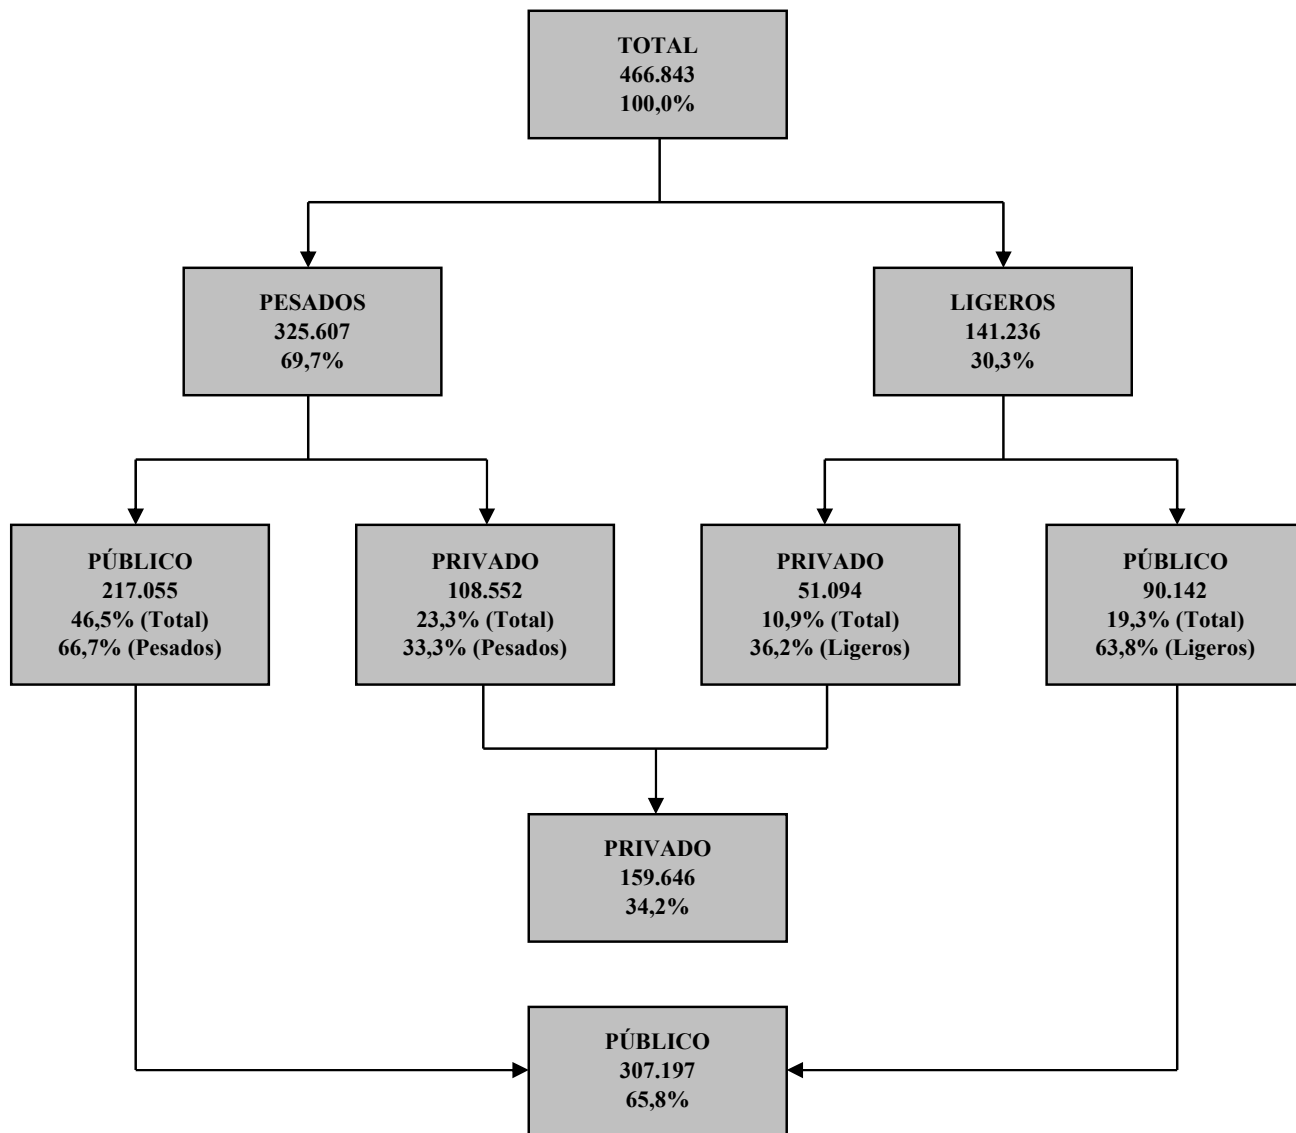 TOTAL
466.843
100,0%
PESADOS
325.607
69,7%
LIGEROS
141.236
30,3%
PÚBLICO
217.055
46,5% (Total)
66,7% (Pesados)
PRIVADO
108.552
23,3% (Total)
33,3% (Pesados)
PRIVADO
51.094
10,9% (Total)
36,2% (Ligeros)
PÚBLICO
90.142
19,3% (Total)
63,8% (Ligeros)
PRIVADO
159.646
34,2%
PÚBLICO
307.197
65,8%